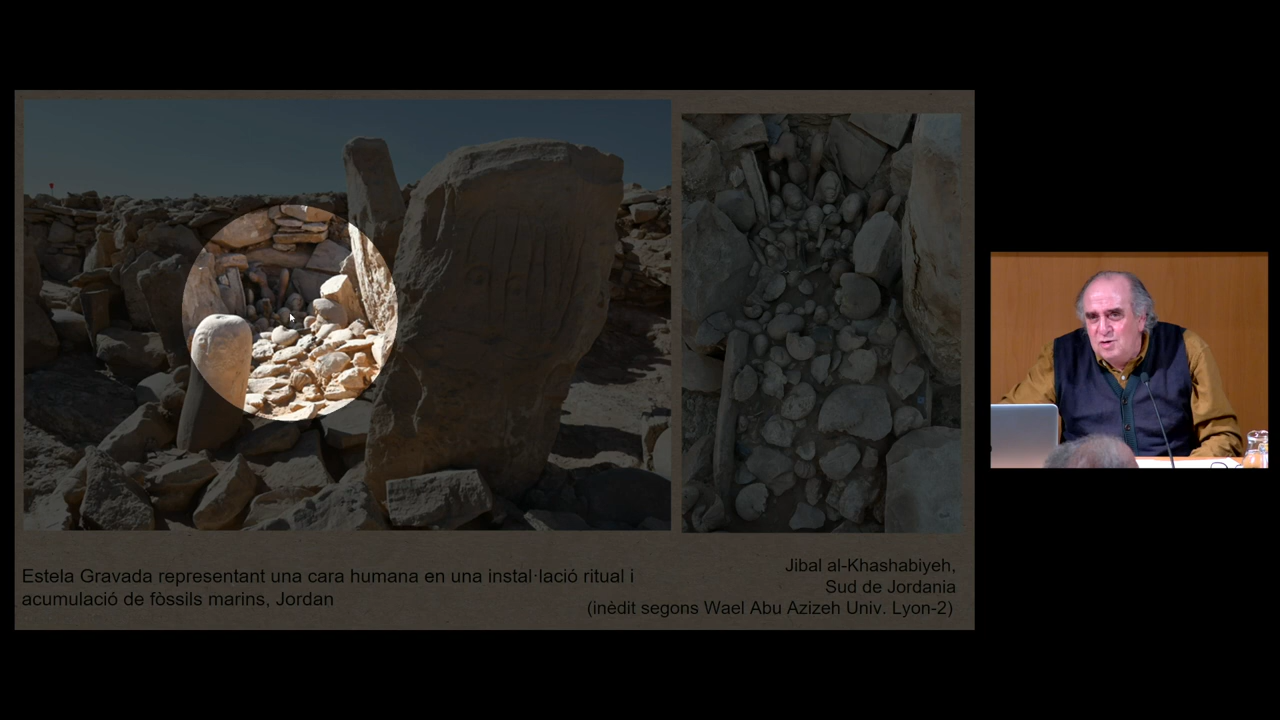 Estela Gravada representant una cara humana en una instal·lació ritual i
acumulació de fòssils marins, Jordan
Jibal al-Khashabiyeh,
Sud de Jordania
(inèdit segons Wael Abu Azizeh Univ. Lyon-2)